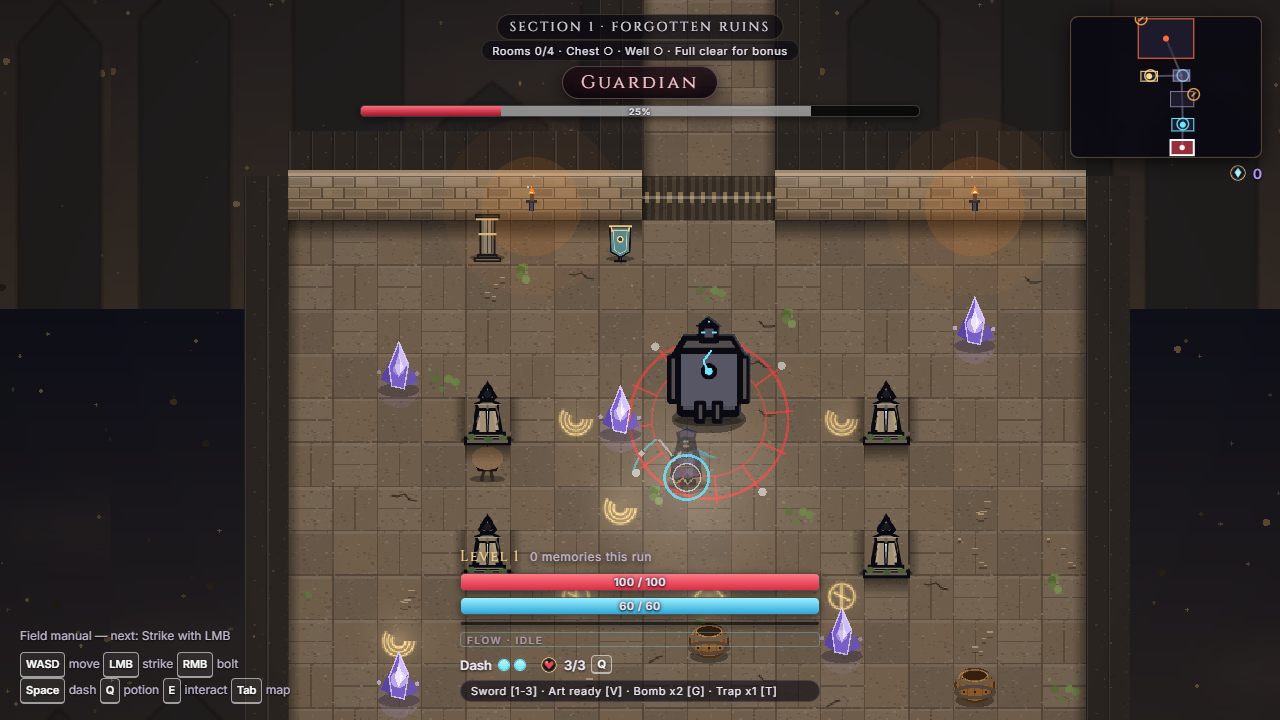 SECTION 1 · FORGOTTEN RUINS
Rooms 0/4 · Chest ○ · Well ○ · Full clear for bonus
GUARDIAN
25%
0
LEVEL 1 0 memories this run
100 / 100
60 / 60
FLOW · IDLE
Dash 3/3 Q
Sword [1-3] · Art ready [V] · Bomb x2 [G] · Trap x1 [T]
Field manual — next: Strike with LMB
WASD move LMB strike RMB bolt
Space dash Q potion E interact Tab map